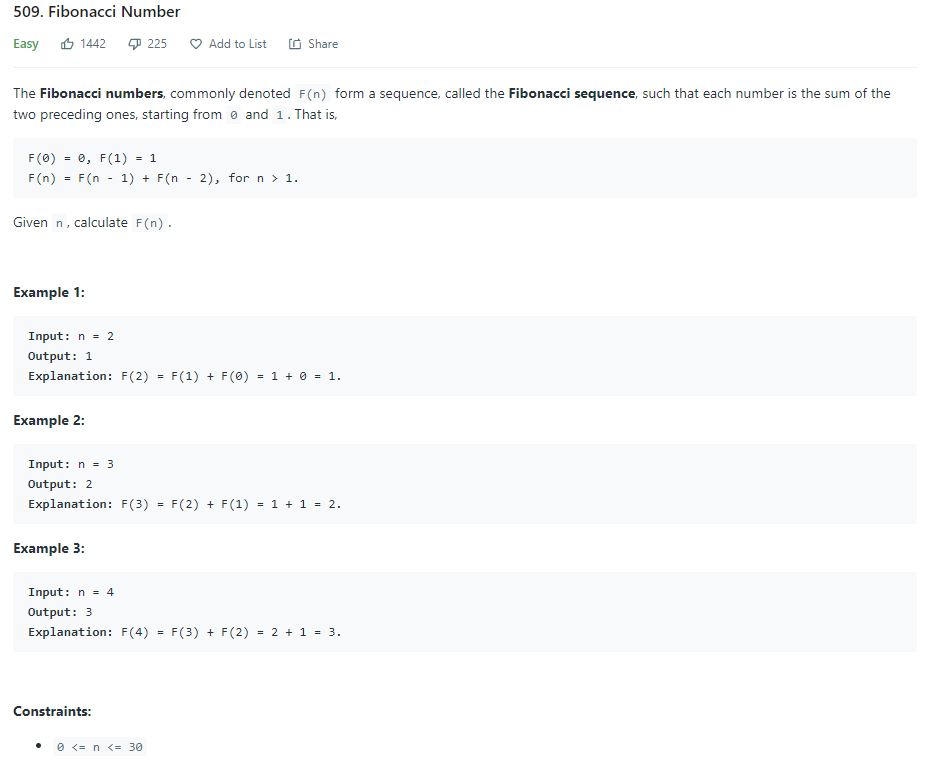 509. Fibonacci Number
Easy 1442 225 Add to List Share
The Fibonacci numbers, commonly denoted F(n) form a sequence, called the Fibonacci sequence, such that each number is the sum of the
two preceding ones, starting from 0 and 1. That is,
F(0) = 0, F(1) = 1
F(n) = F(n - 1) + F(n - 2), for n > 1.
Given n, calculate F(n).
Example 1:
Input: n = 2
Output: 1
Explanation: F(2) = F(1) + F(0) = 1 + 0 = 1.
Example 2:
Input: n = 3
Output: 2
Explanation: F(3) = F(2) + F(1) = 1 + 1 = 2.
Example 3:
Input: n = 4
Output: 3
Explanation: F(4) = F(3) + F(2) = 2 + 1 = 3.
Constraints:
• 0 <= n <= 30